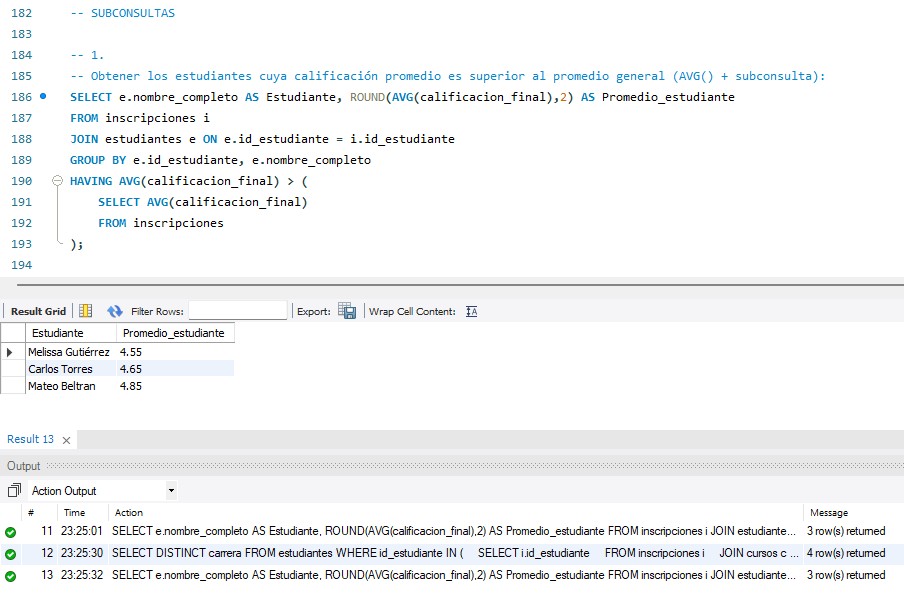 182 -- SUBCONSULTAS
183
184 -- 1.
185 -- Obtener los estudiantes cuya calificación promedio es superior al promedio general (AVG() + subconsulta):
186 SELECT e.nombre_completo AS Estudiante, ROUND(AVG(calificacion_final),2) AS Promedio_estudiante
187 FROM inscripciones i
188 JOIN estudiantes e ON e.id_estudiante = i.id_estudiante
189 GROUP BY e.id_estudiante, e.nombre_completo
190 HAVING AVG(calificacion_final) > (
191 SELECT AVG(calificacion_final)
192 FROM inscripciones
193 );
194
Result Grid Filter Rows: Export: Wrap Cell Content: IA
Estudiante Promedio_estudiante
Melissa Gutiérrez 4.55
Carlos Torres 4.65
Mateo Beltran 4.85
Result 13
Output
Action Output
# Time Action Message
11 23:25:01 SELECT e.nombre_completo AS Estudiante, ROUND(AVG(calificacion_final),2) AS Promedio_estudiante FROM inscripciones i JOIN estudiante... 3 row(s) returned
12 23:25:30 SELECT DISTINCT carrera FROM estudiantes WHERE id_estudiante IN ( SELECT i.id_estudiante FROM inscripciones i JOIN cursos c ... 4 row(s) returned
13 23:25:32 SELECT e.nombre_completo AS Estudiante, ROUND(AVG(calificacion_final),2) AS Promedio_estudiante FROM inscripciones i JOIN estudiante... 3 row(s) returned